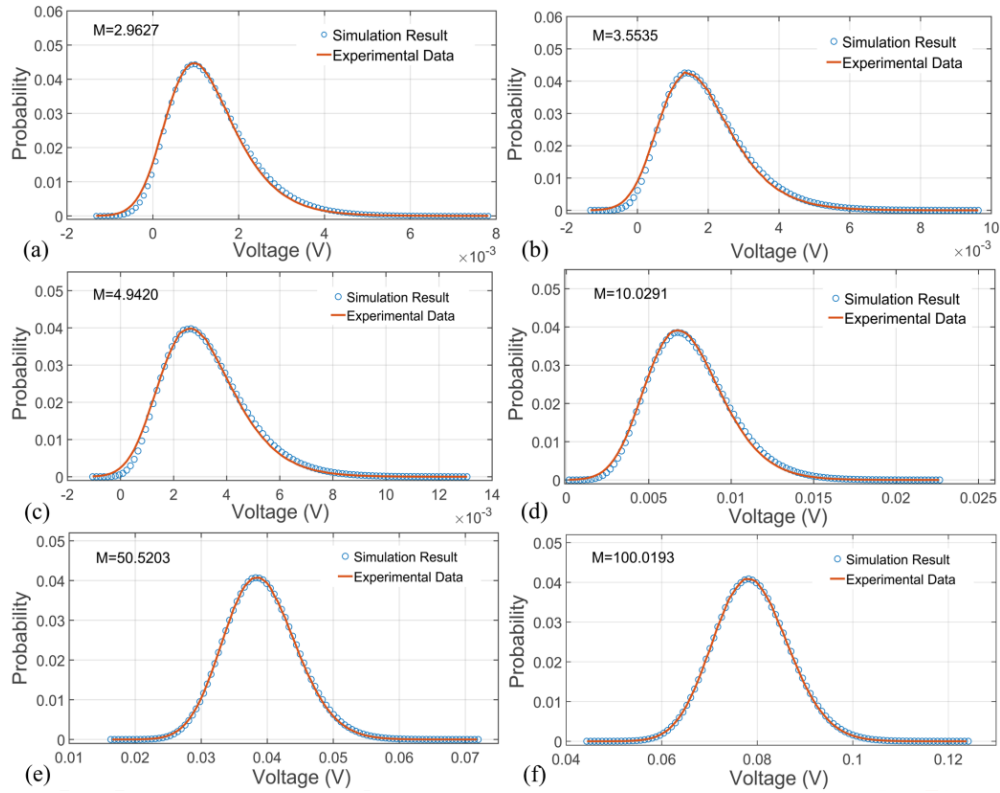 0.06
M=2.9627
Simulation Result
0.05
Experimental Data
0.04
0.03
0.02
0.01
0
Probability
-2 0 2 4 6 8
(a) Voltage (V) ×10⁻³
0.06
M=3.5535
Simulation Result
0.05
Experimental Data
0.04
0.03
0.02
0.01
0
Probability
-2 0 2 4 6 8 10
(b) Voltage (V) ×10⁻³
0.05
M=4.9420
Simulation Result
Experimental Data
0.04
0.03
0.02
0.01
0
Probability
-2 0 2 4 6 8 10 12 14
(c) Voltage (V) ×10⁻³
0.05
M=10.0291
Simulation Result
Experimental Data
0.04
0.03
0.02
0.01
0
Probability
0.005 0.01 0.015 0.02 0.025
(d) Voltage (V)
0.05
M=50.5203
Simulation Result
Experimental Data
0.04
0.03
0.02
0.01
0
Probability
0.01 0.02 0.03 0.04 0.05 0.06 0.07
(e) Voltage (V)
0.05
M=100.0193
Simulation Result
Experimental Data
0.04
0.03
0.02
0.01
0
Probability
0.04 0.06 0.08 0.1 0.12
(f) Voltage (V)